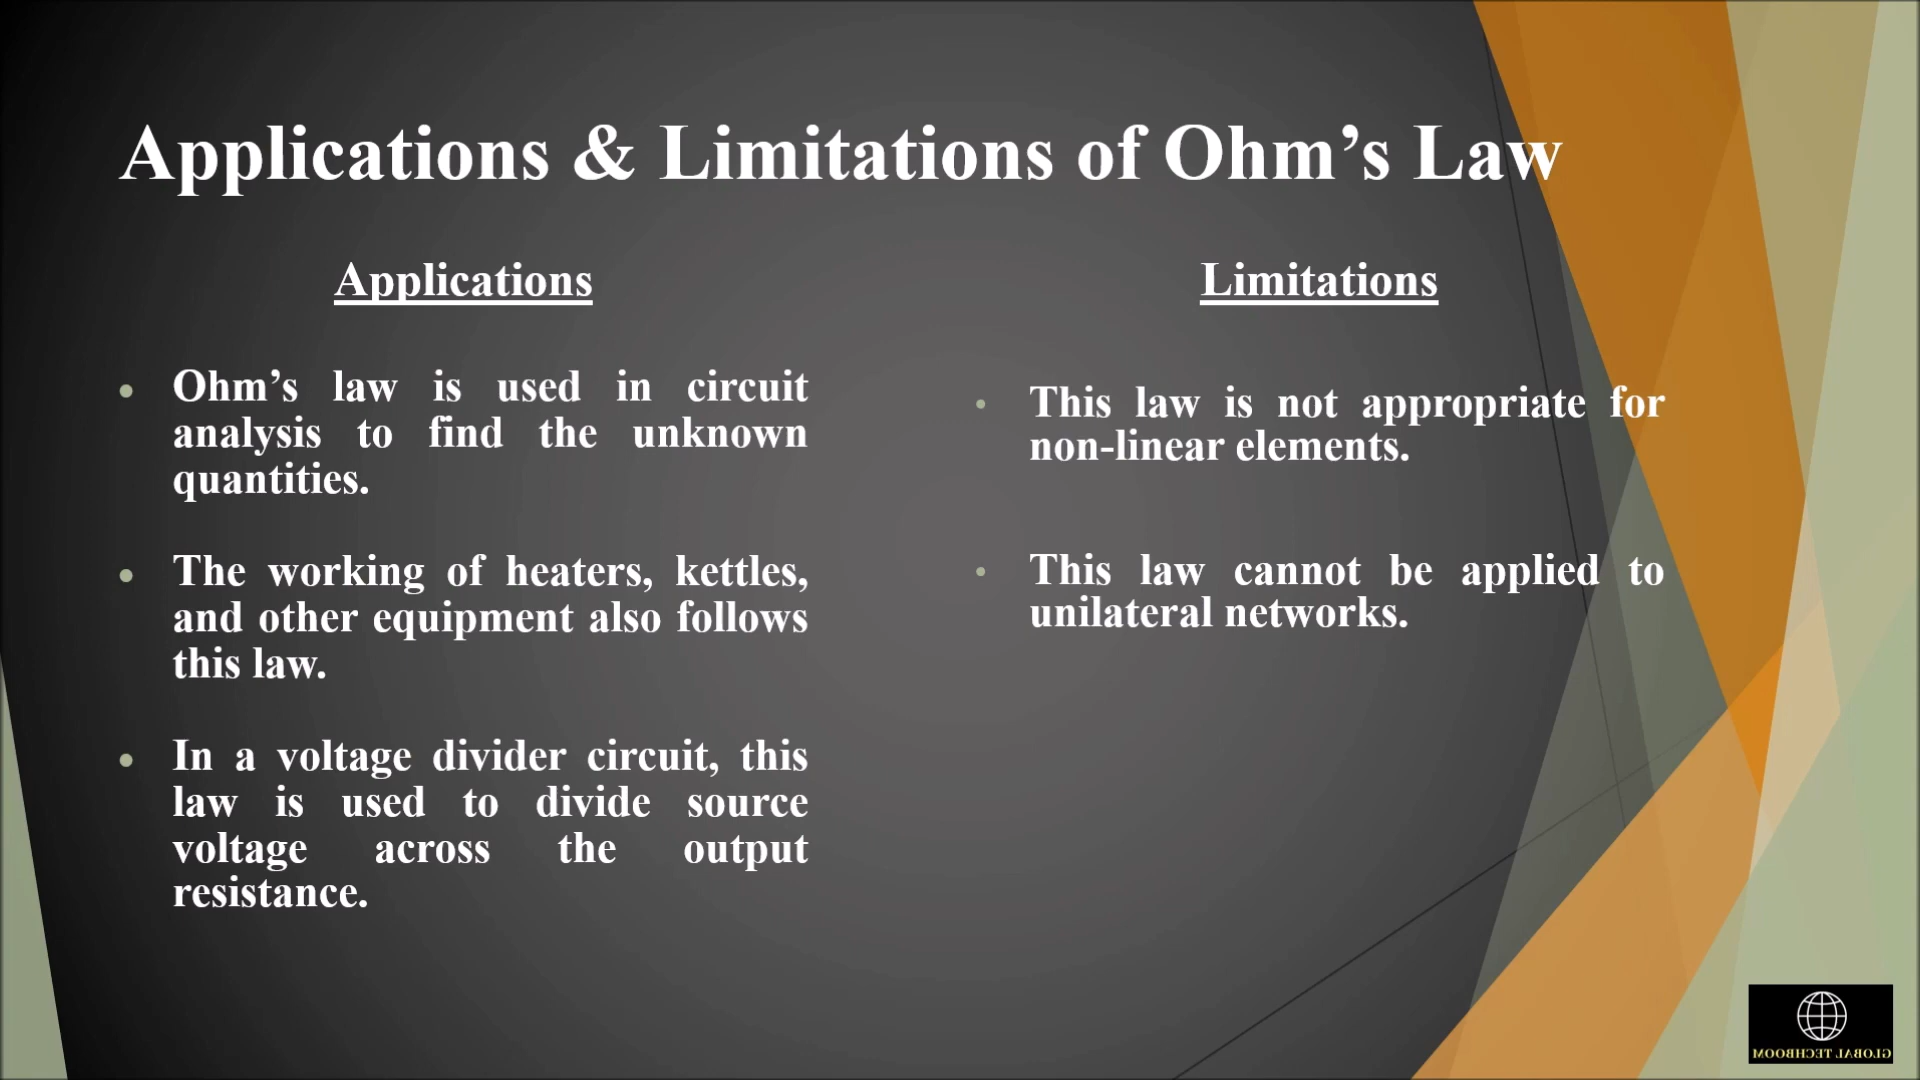 Applications & Limitations of Ohm’s Law
Applications
Ohm’s law is used in circuit
analysis to find the unknown
quantities.
The working of heaters, kettles,
and other equipment also follows
this law.
In a voltage divider circuit, this
law is used to divide source
voltage across the output
resistance.
Limitations
This law is not appropriate for
non-linear elements.
This law cannot be applied to
unilateral networks.
GLOBAL TECHBOOM